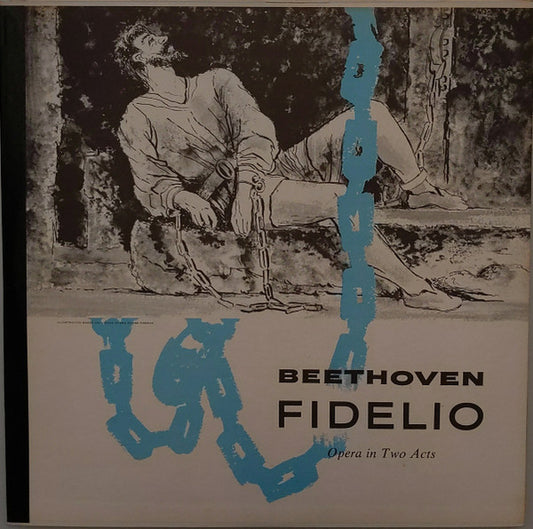 BEETHOVEN
FIDELIO
Opera in Two Acts